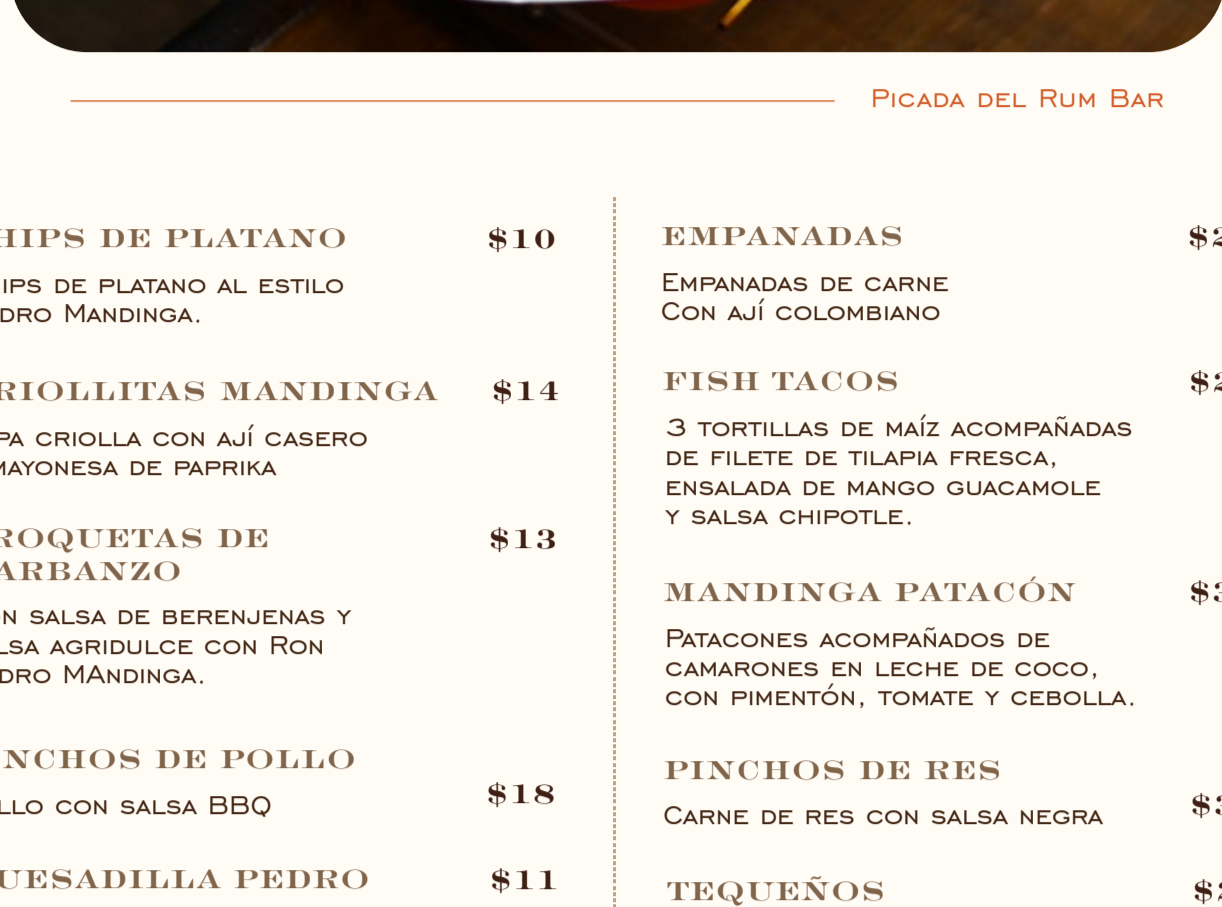 Picada del Rum Bar
HIPS DE PLATANO $10
IPS DE PLATANO AL ESTILO
DRO MANDINGA.
RIOLLITAS MANDINGA $14
PA CRIOLLA CON AJÍ CASERO
MAYONESA DE PAPRIKA
ROQUETAS DE $13
ARBANZO
N SALSA DE BERENJENAS Y
LSA AGRIDULCE CON RON
DRO MANDINGA.
NCHOS DE POLLO
LLO CON SALSA BBQ $18
UESADILLA PEDRO $11
EMPANADAS $2
EMPANADAS DE CARNE
CON AJÍ COLOMBIANO
FISH TACOS $2
3 TORTILLAS DE MAÍZ ACOMPAÑADAS
DE FILETE DE TILAPIA FRESCA,
ENSALADA DE MANGO GUACAMOLE
Y SALSA CHIPOTLE.
MANDINGA PATACÓN $3
PATACONES ACOMPAÑADOS DE
CAMARONES EN LECHE DE COCO,
CON PIMENTÓN, TOMATE Y CEBOLLA.
PINCHOS DE RES
CARNE DE RES CON SALSA NEGRA $3
TEQUEÑOS $2